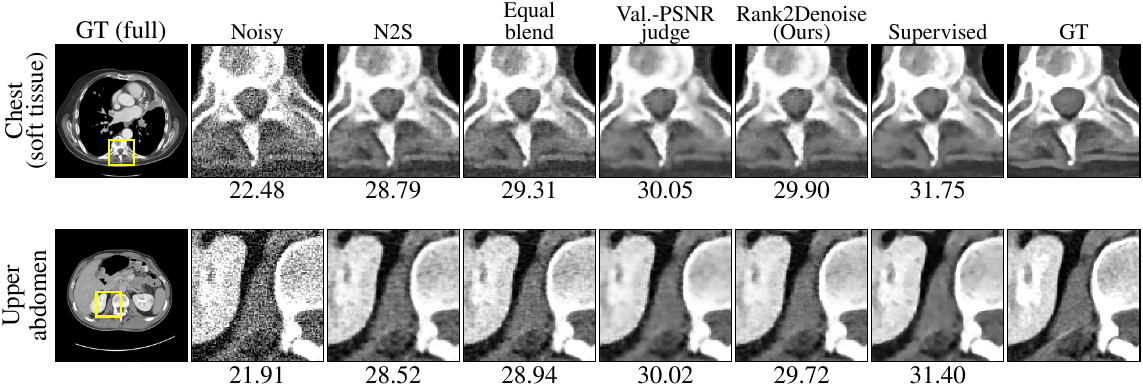 GT (full)
Noisy
N2S
Equal
blend
Val.-PSNR
judge
Rank2Denoise
(Ours)
Supervised
GT
Chest
(soft tissue)
22.48
28.79
29.31
30.05
29.90
31.75
Upper
abdomen
21.91
28.52
28.94
30.02
29.72
31.40